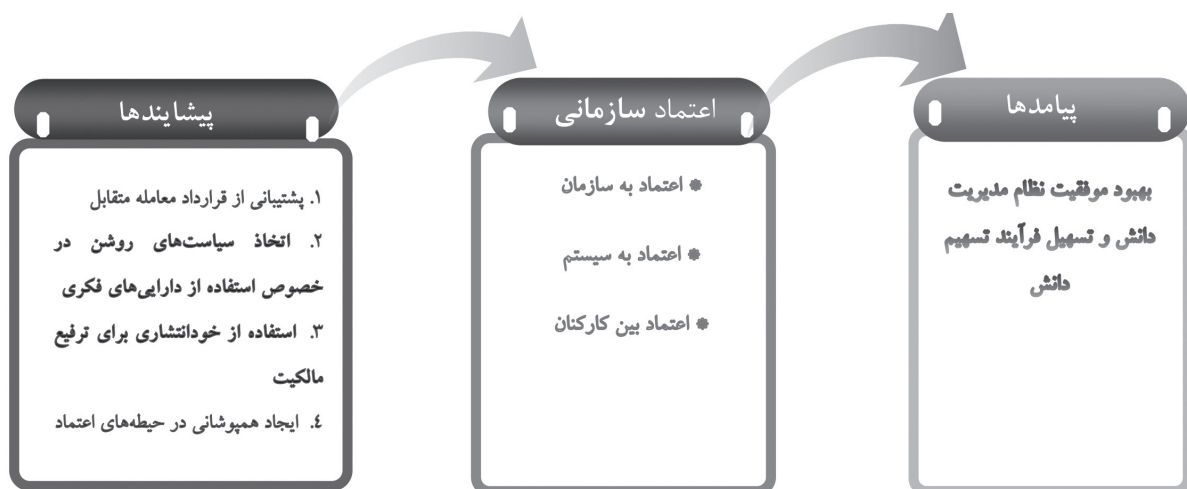 پیشایندها
۱. پشتیبانی از قرارداد معامله متقابل
۲. اتخاذ سیاست‌های روشن در
خصوص استفاده از دارایی‌های فکری
۳. استفاده از خودانتشاری برای ترفیع
مالکیت
٤. ایجاد همپوشانی در حیطه‌های اعتماد
اعتماد سازمانی
* اعتماد به سازمان
* اعتماد به سیستم
* اعتماد بین کارکنان
پیامدها
بهبود موفقیت نظام مدیریت
دانش و تسهیل فرآیند تسهیم
دانش